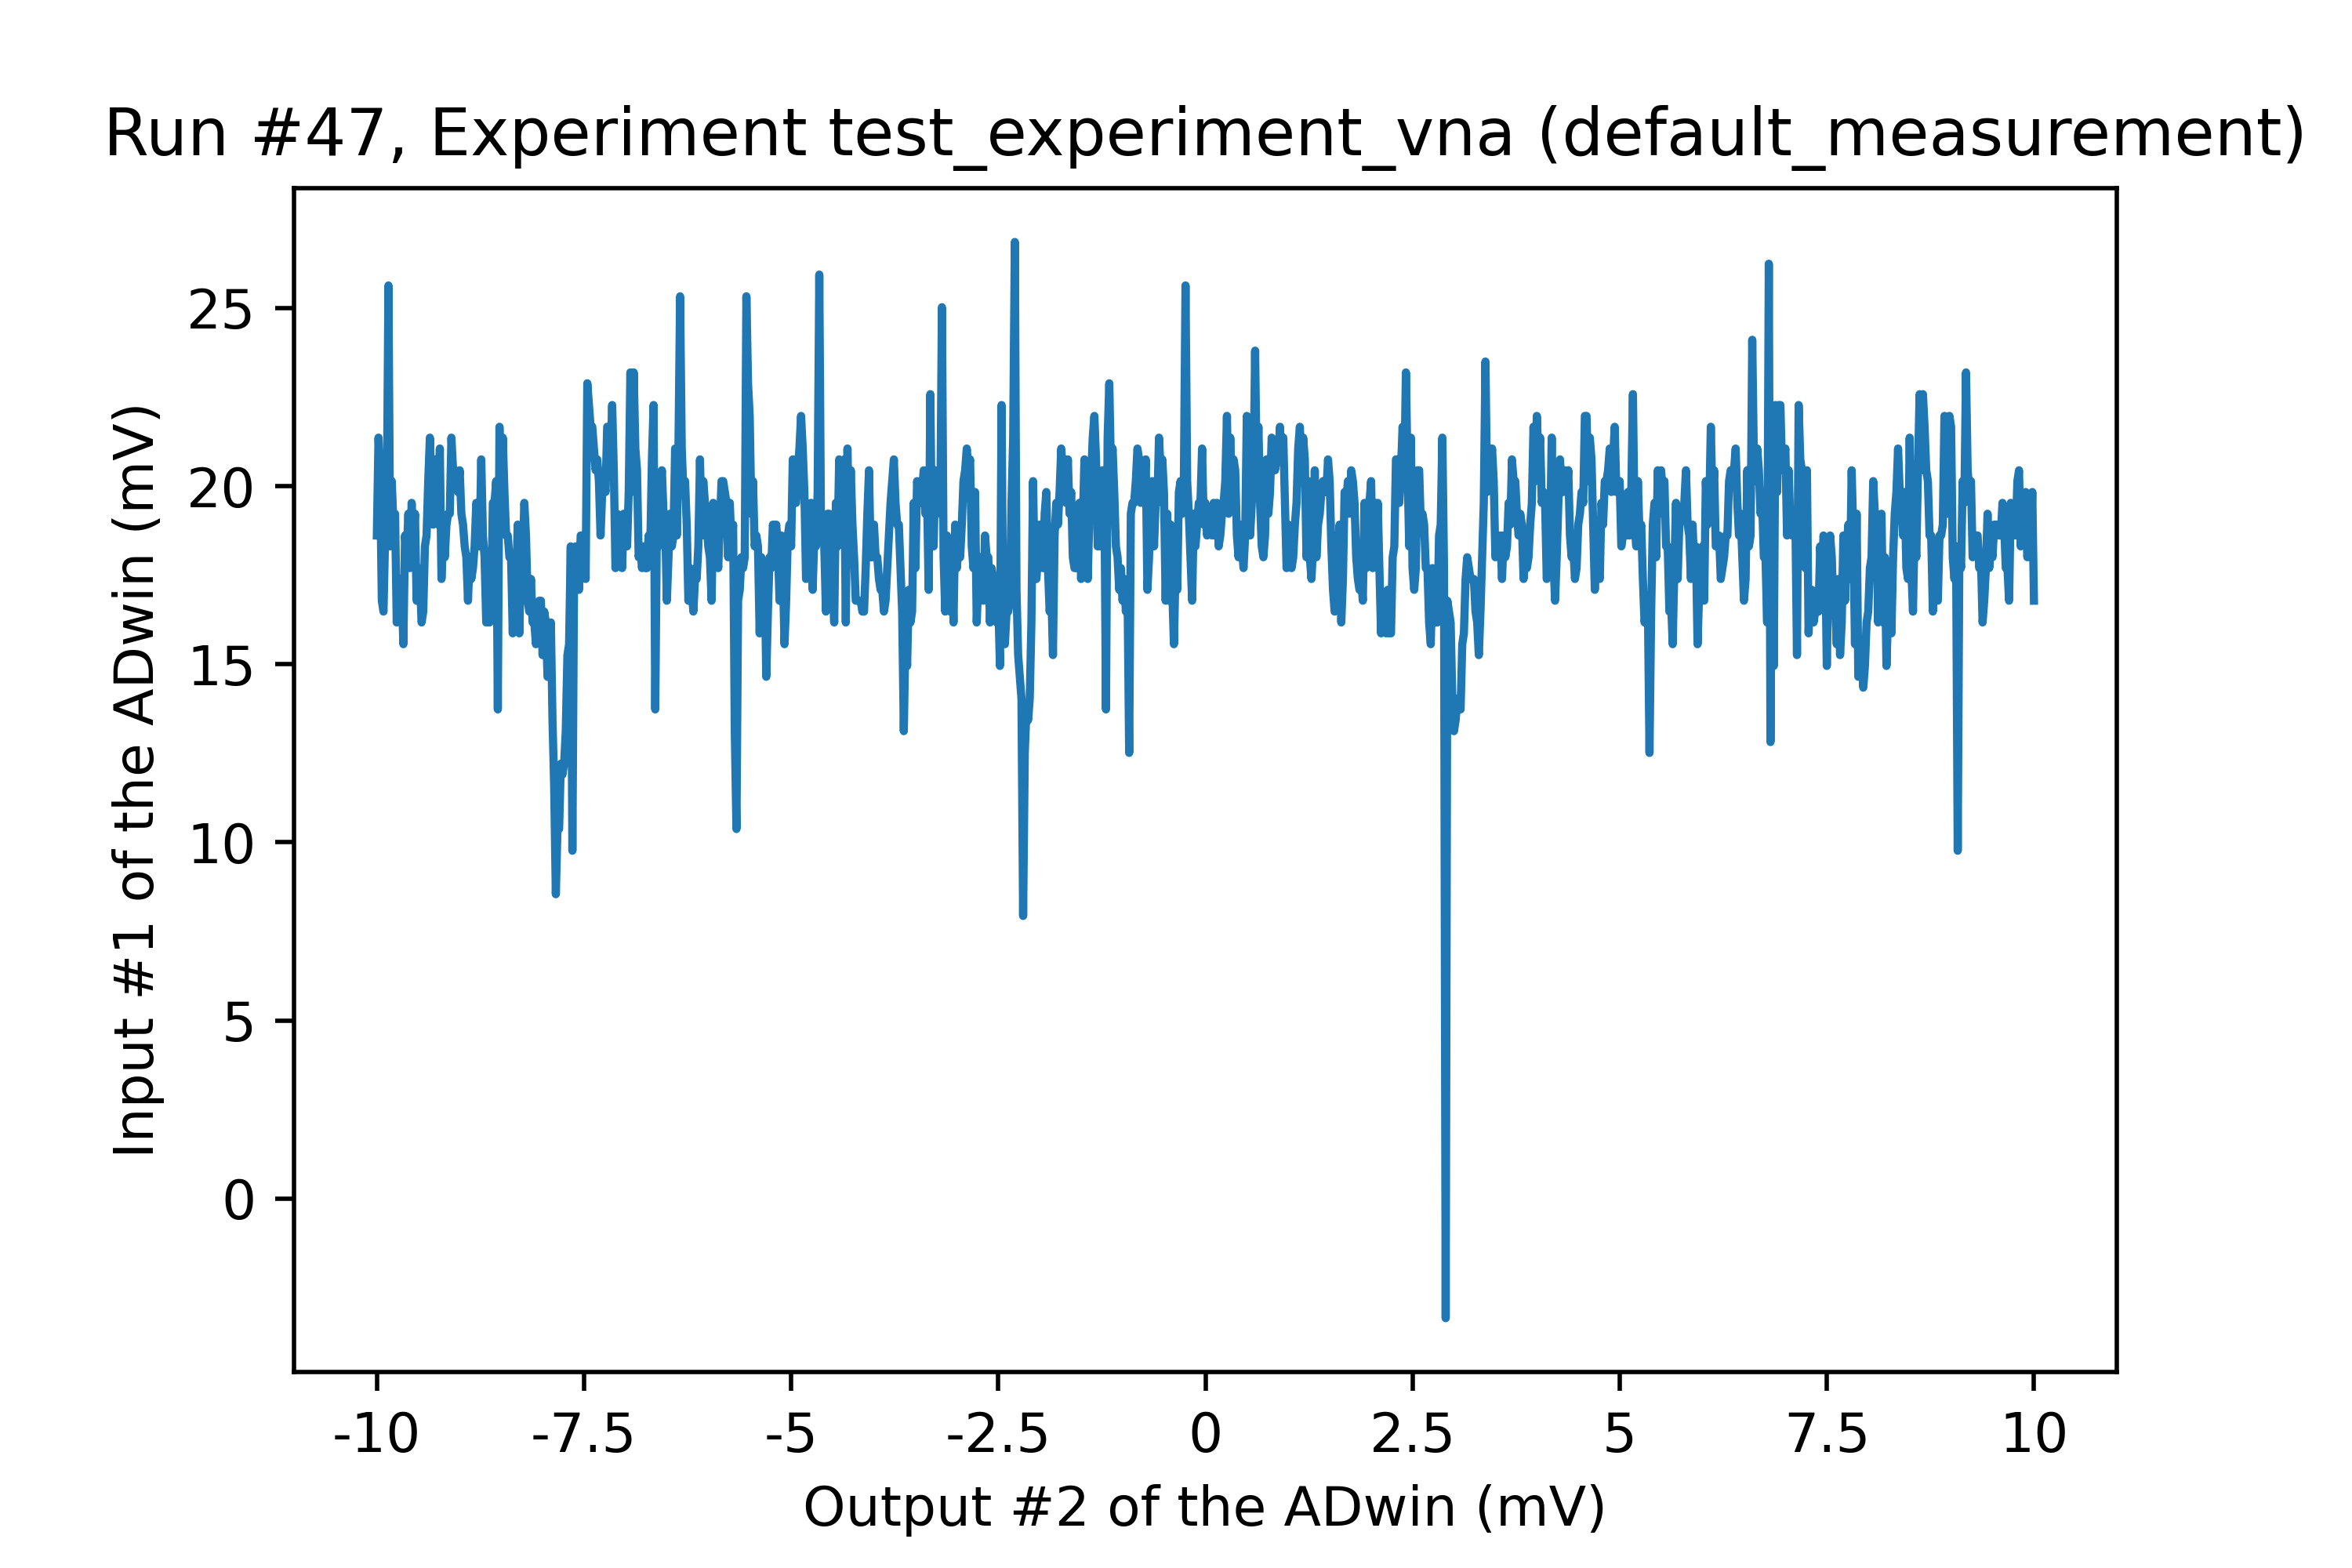 Run #47, Experiment test_experiment_vna (default_measurement)
Input #1 of the ADwin (mV)
25
20
15
10
5
0
-10 -7.5 -5 -2.5 0 2.5 5 7.5 10
Output #2 of the ADwin (mV)